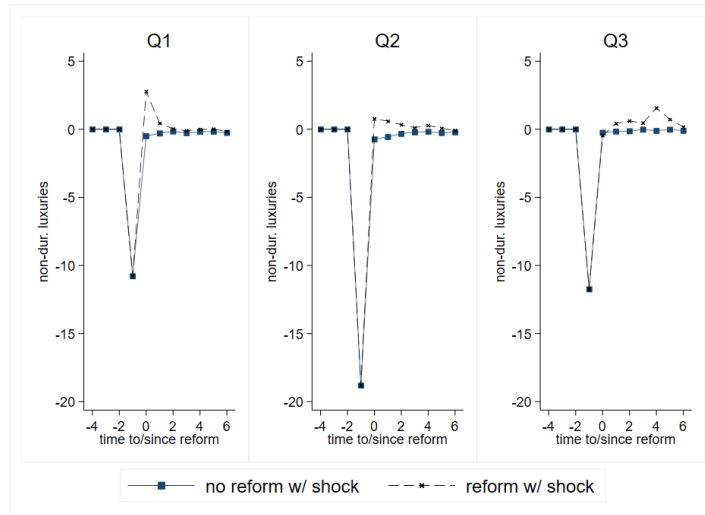 Q1
Q2
Q3
non-dur. luxuries
5
0
-5
-10
-15
-20
-4 -2 0 2 4 6
time to/since reform
non-dur. luxuries
5
0
-5
-10
-15
-20
-4 -2 0 2 4 6
time to/since reform
non-dur. luxuries
5
0
-5
-10
-15
-20
-4 -2 0 2 4 6
time to/since reform
no reform w/ shock
reform w/ shock